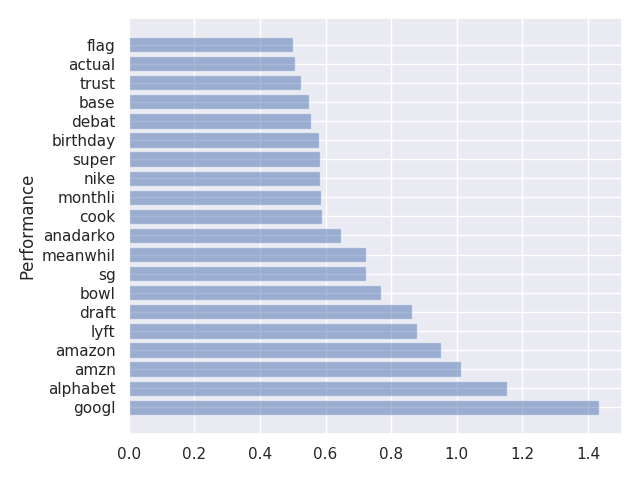 Performance
flag
actual
trust
base
debat
birthday
super
nike
monthli
cook
anadarko
meanwhil
sg
bowl
draft
lyft
amazon
amzn
alphabet
googl
0.0 0.2 0.4 0.6 0.8 1.0 1.2 1.4